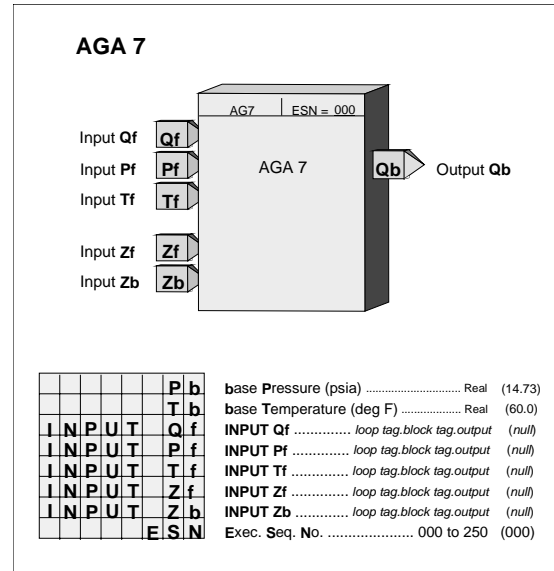 AGA 7
AG7 ESN = 000
Input Qf Qf
Input Pf Pf AGA 7 Qb Output Qb
Input Tf Tf
Input Zf Zf
Input Zb Zb
P b base Pressure (psia) ............................. Real (14.73)
T b base Temperature (deg F) .................... Real (60.0)
I N P U T Q f INPUT Qf ............. loop tag.block tag.output (null)
I N P U T P f INPUT Pf ............. loop tag.block tag.output (null)
I N P U T T f INPUT Tf ............. loop tag.block tag.output (null)
I N P U T Z f INPUT Zf ............. loop tag.block tag.output (null)
I N P U T Z b INPUT Zb ............. loop tag.block tag.output (null)
E S N Exec. Seq. No. ..................... 000 to 250 (000)